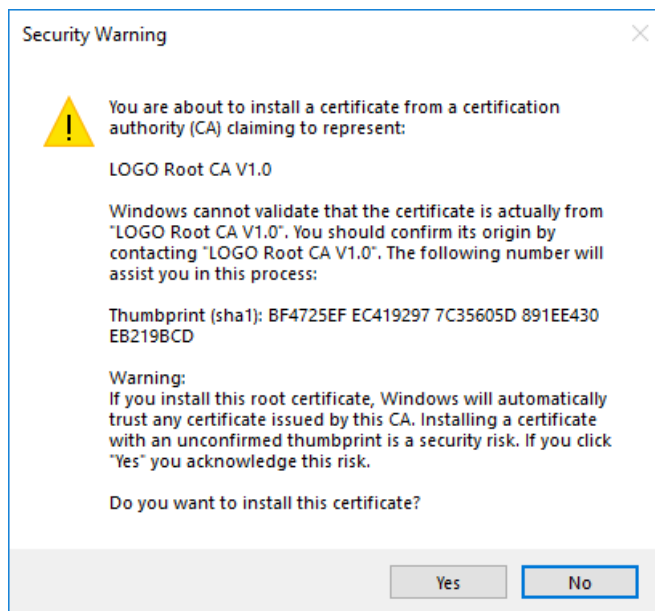 Security Warning
You are about to install a certificate from a certification
authority (CA) claiming to represent:
LOGO Root CA V1.0
Windows cannot validate that the certificate is actually from
"LOGO Root CA V1.0". You should confirm its origin by
contacting "LOGO Root CA V1.0". The following number will
assist you in this process:
Thumbprint (sha1): BF4725EF EC419297 7C35605D 891EE430
EB219BCD
Warning:
If you install this root certificate, Windows will automatically
trust any certificate issued by this CA. Installing a certificate
with an unconfirmed thumbprint is a security risk. If you click
"Yes" you acknowledge this risk.
Do you want to install this certificate?
Yes No